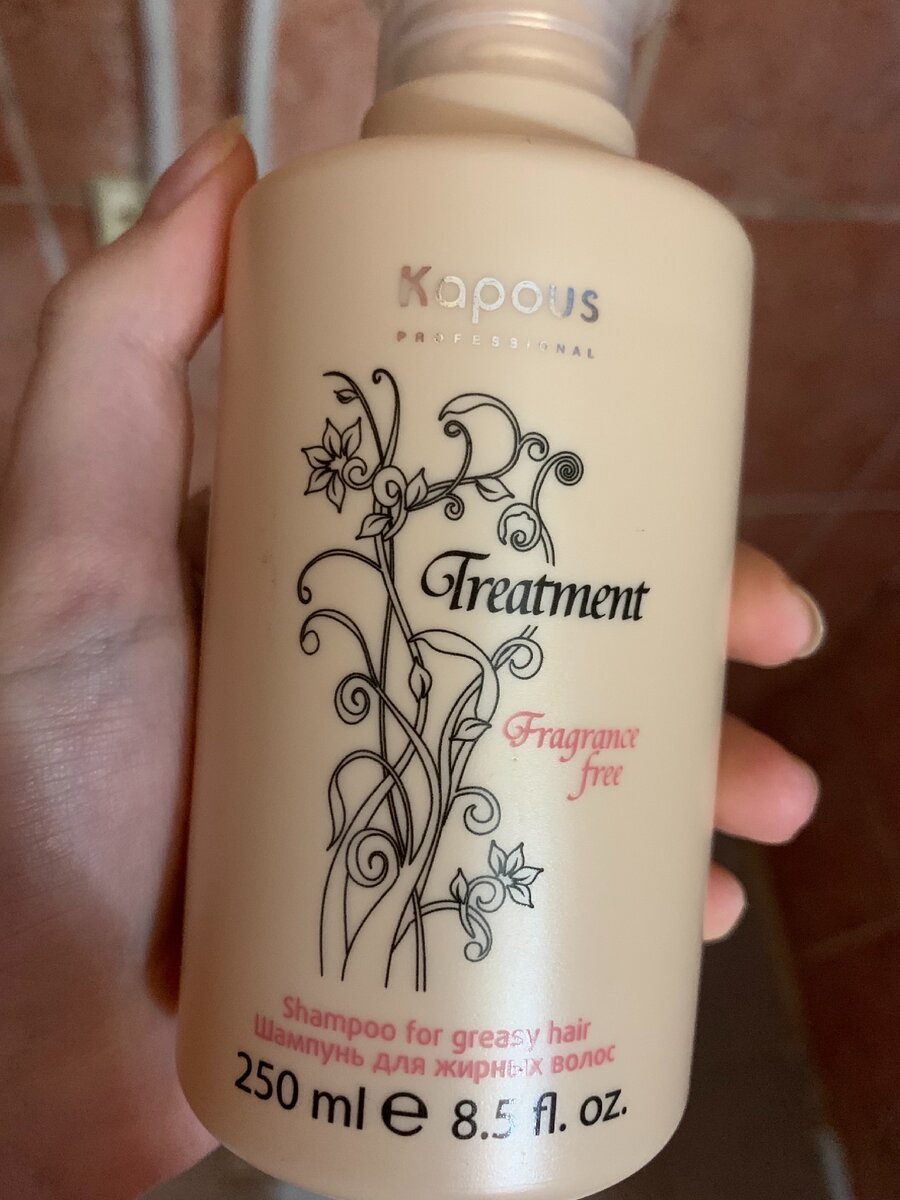 Kapous
PROFESSIONAL
Treatment
Fragrance
free
Shampoo for greasy hair
Шампунь для жирных волос
250 ml e 8.5 fl. oz.